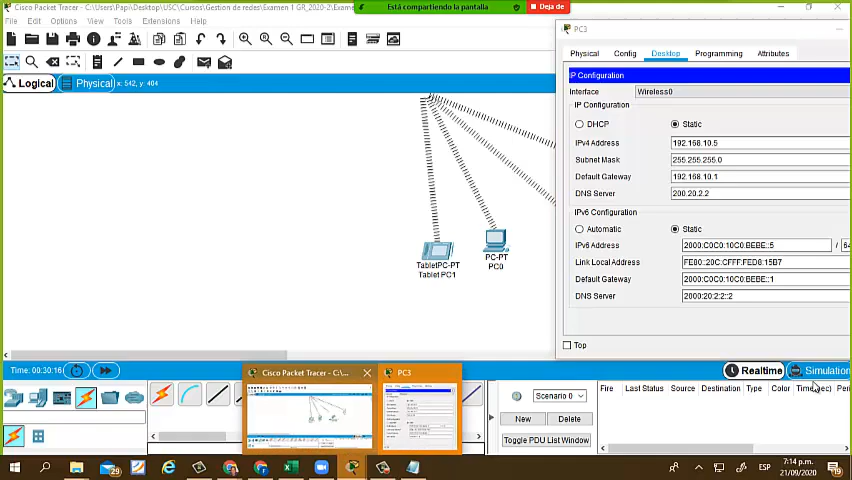 Cisco Packet Tracer - C:\Users\Papi\Desktop\USC\Cursos\Gestion de redes\Examen 1 GR_2020-2\Exame
Está compartiendo la pantalla
Deja de
File Edit Options View Tools Extensions Help
PC3
Physical Config Desktop Programming Attributes
Logical
Physical x: 542, y: 404
IP Configuration
Interface Wireless0
IP Configuration
DHCP Static
IPv4 Address 192.168.10.5
Subnet Mask 255.255.255.0
Default Gateway 192.168.10.1
DNS Server 200.20.2.2
IPv6 Configuration
Automatic Static
IPv6 Address 2000:C0C0:10C0:BEBE::5 / 64
Link Local Address FE80::20C:CFFF:FED8:15B7
Default Gateway 2000:C0C0:10C0:BEBE::1
DNS Server 2000:20:2:2::2
Top
TabletPC-PT
Tablet PC1
PC-PT
PC0
Time: 00:30:16
Realtime
Simulation
Cisco Packet Tracer - C:\...
PC3
Scenario 0
New Delete
Toggle PDU List Window
Fire Last Status Source Destination Type Color Time(sec) Peri
29
ESP
7:14 p.m.
21/09/2020
19